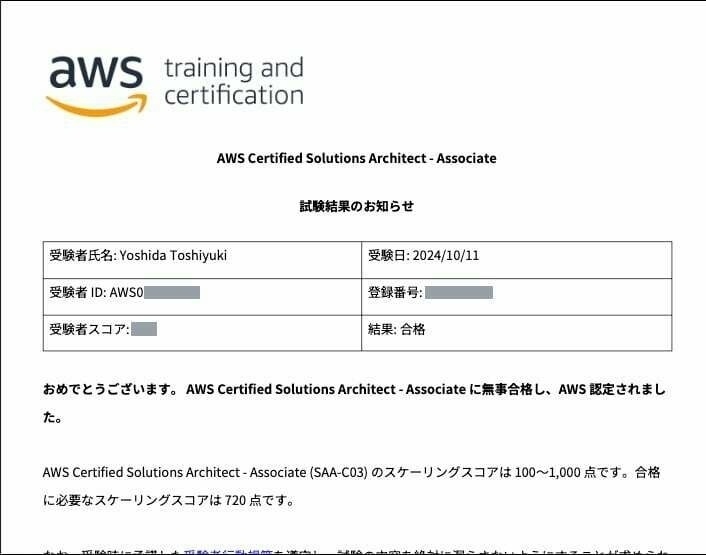 aws training and
certification
AWS Certified Solutions Architect - Associate
試験結果のお知らせ
受験者氏名: Yoshida Toshiyuki
受験日: 2024/10/11
受験者 ID: AWS0
登録番号:
受験者スコア:
結果: 合格
おめでとうございます。 AWS Certified Solutions Architect - Associate に無事合格し、AWS 認定されまし
た。
AWS Certified Solutions Architect - Associate (SAA-C03) のスケーリングスコアは 100～1,000 点です。合格
に必要なスケーリングスコアは 720 点です。